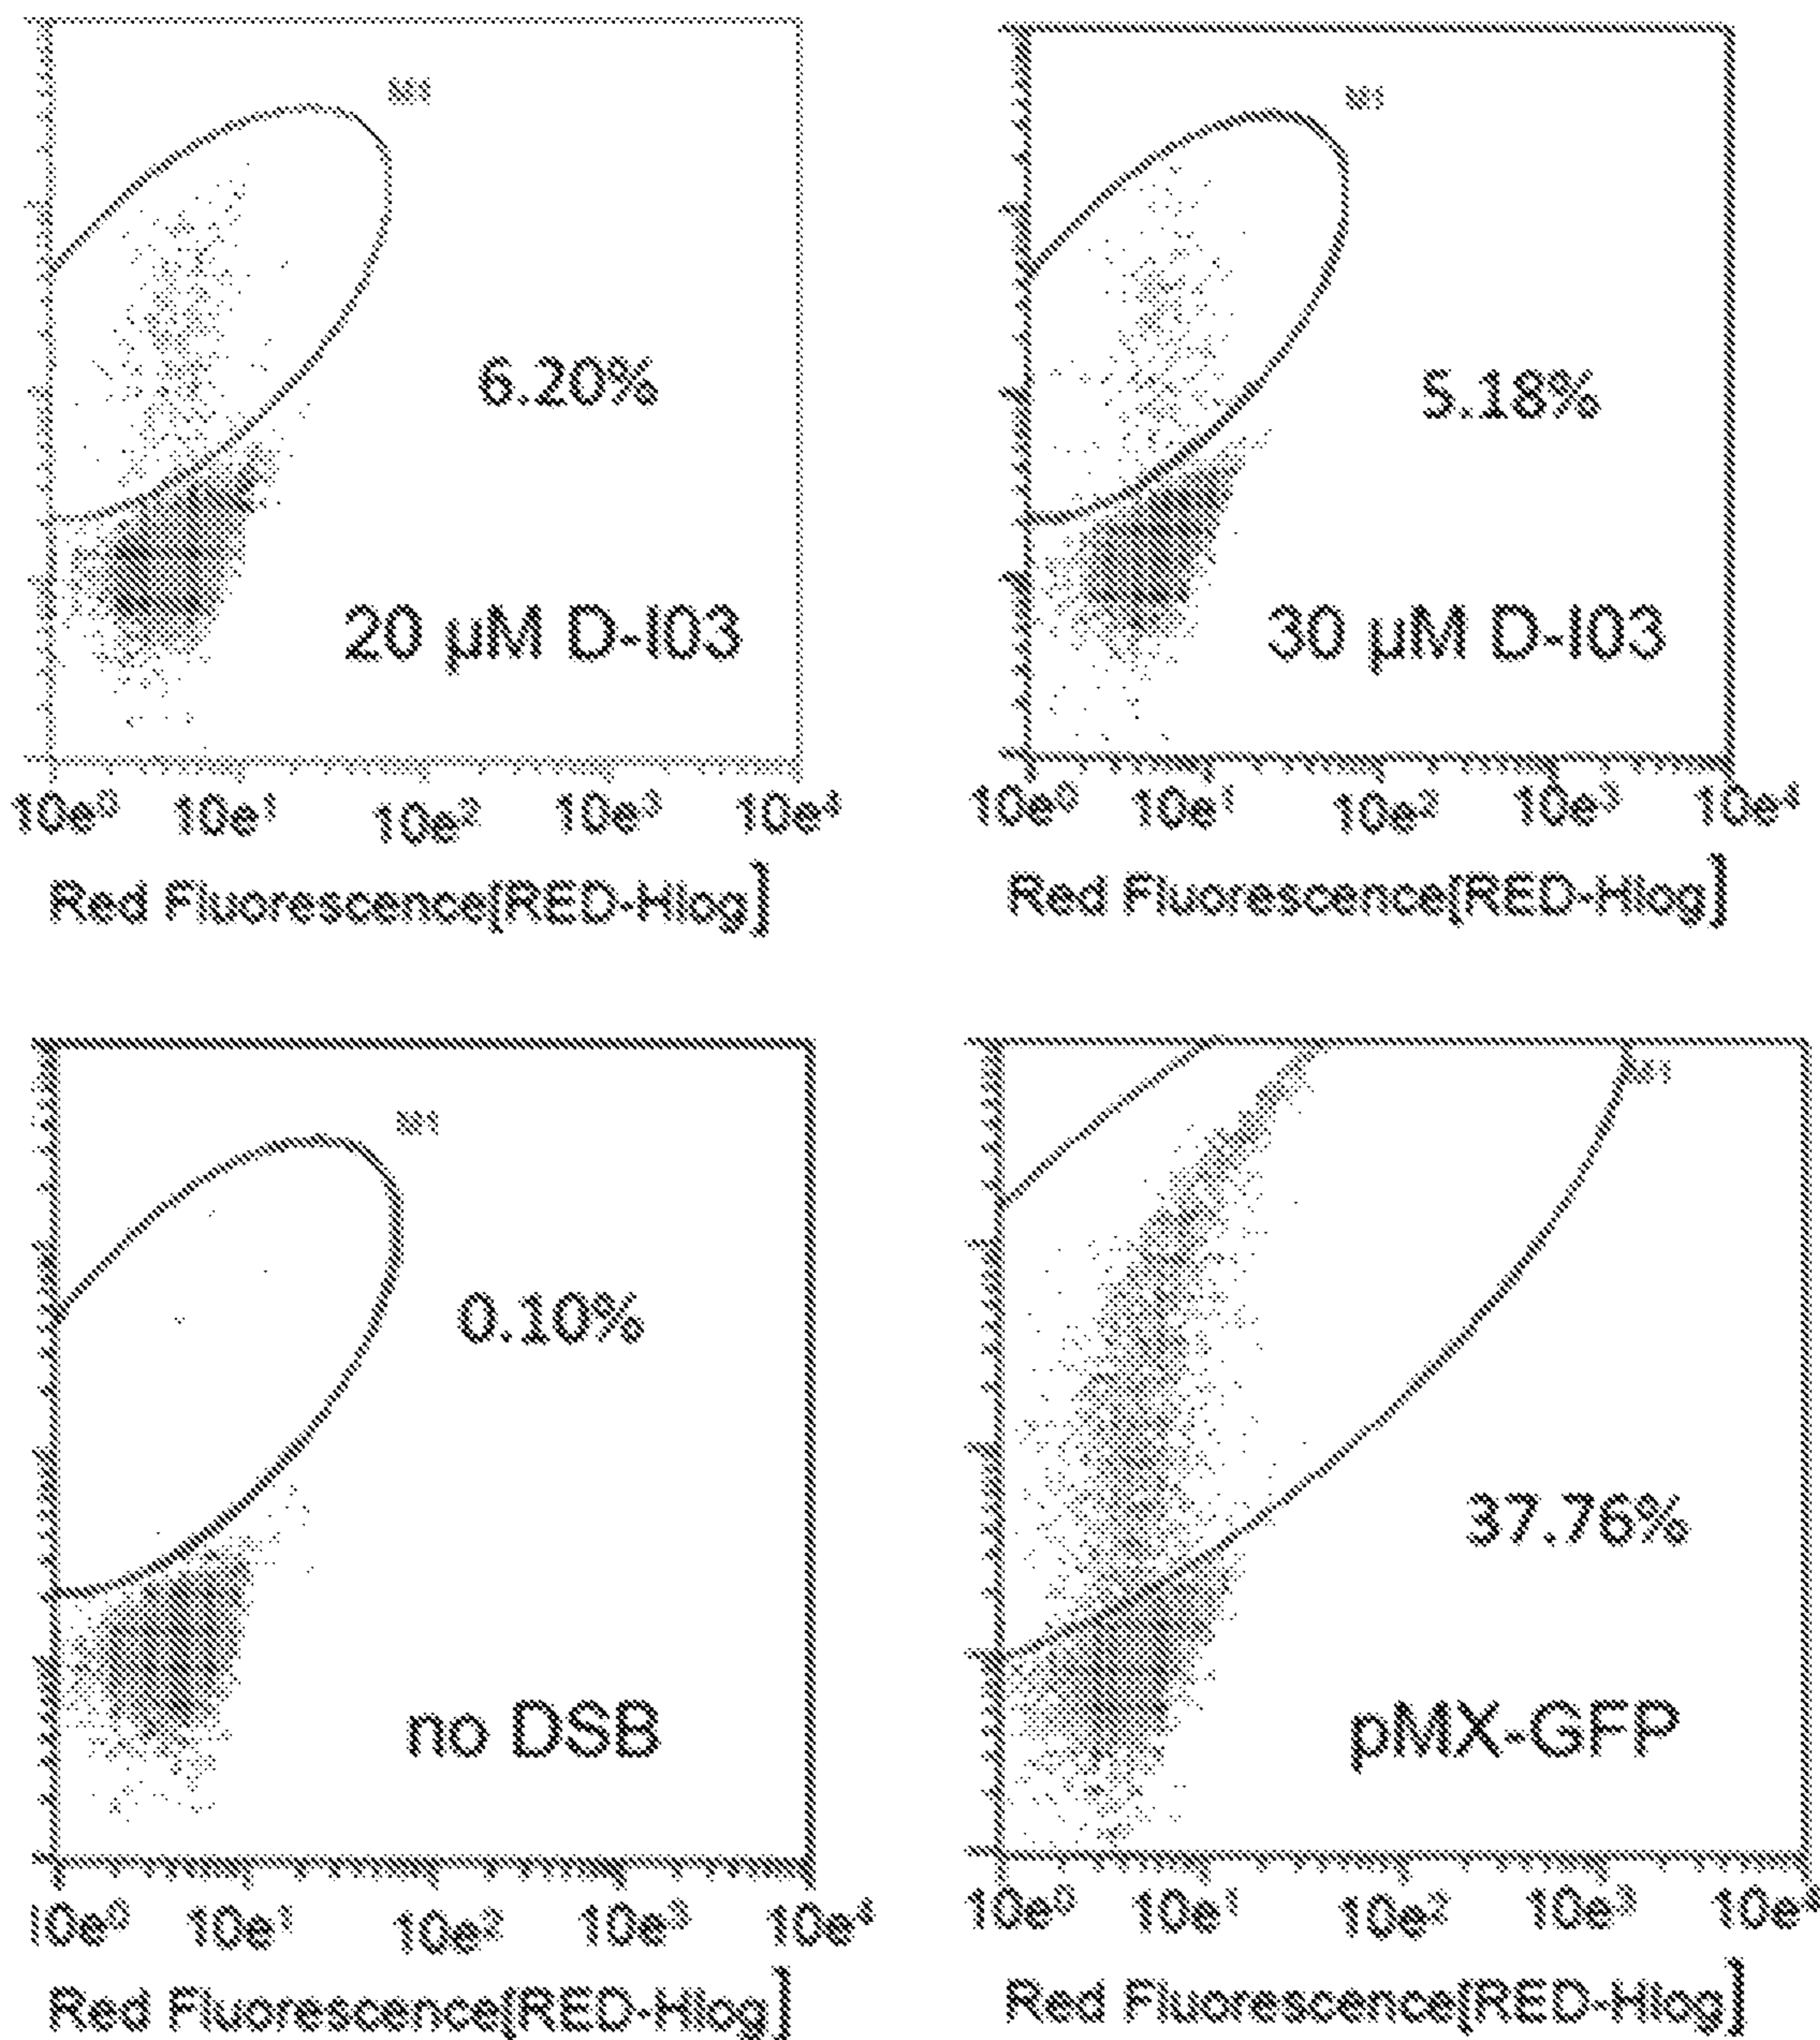 6.20%
20 µM D-I03
10e⁰ 10e¹ 10e² 10e³ 10e⁴
Red Fluorescence[RED-Hlog]
5.18%
30 µM D-I03
10e⁰ 10e¹ 10e² 10e³ 10e⁴
Red Fluorescence[RED-Hlog]
0.10%
no DSB
10e⁰ 10e¹ 10e² 10e³ 10e⁴
Red Fluorescence[RED-Hlog]
37.76%
pMX-GFP
10e⁰ 10e¹ 10e² 10e³ 10e⁴
Red Fluorescence[RED-Hlog]